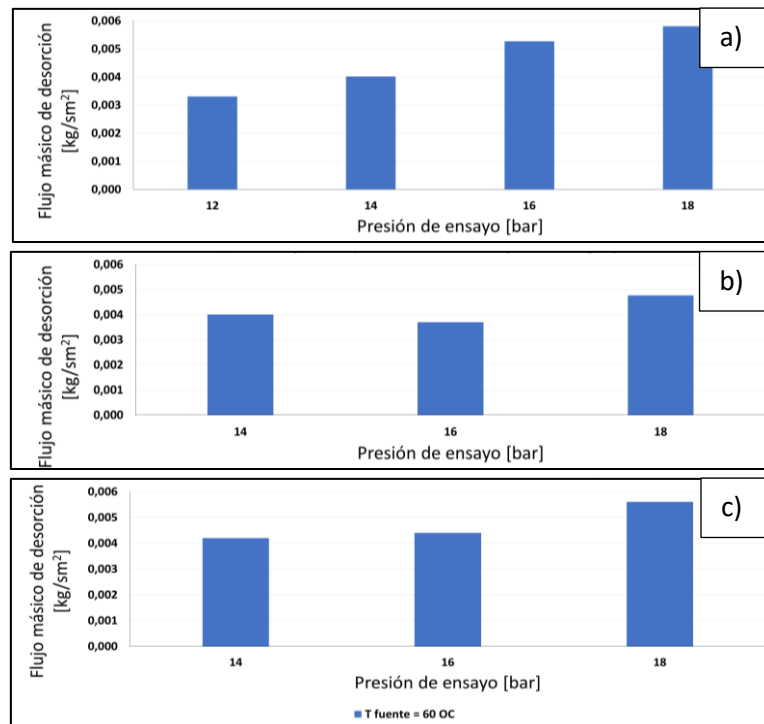 a)
Flujo másico de desorción
[kg/sm²]
0,006
0,005
0,004
0,003
0,002
0,001
0,000
12
14
16
18
Presión de ensayo [bar]
b)
Flujo másico de desorción
[kg/sm²]
0,006
0,005
0,004
0,003
0,002
0,001
0,000
14
16
18
Presión de ensayo [bar]
c)
Flujo másico de desorción
[kg/sm²]
0,006
0,005
0,004
0,003
0,002
0,001
0,000
14
16
18
Presión de ensayo [bar]
T fuente = 60 OC